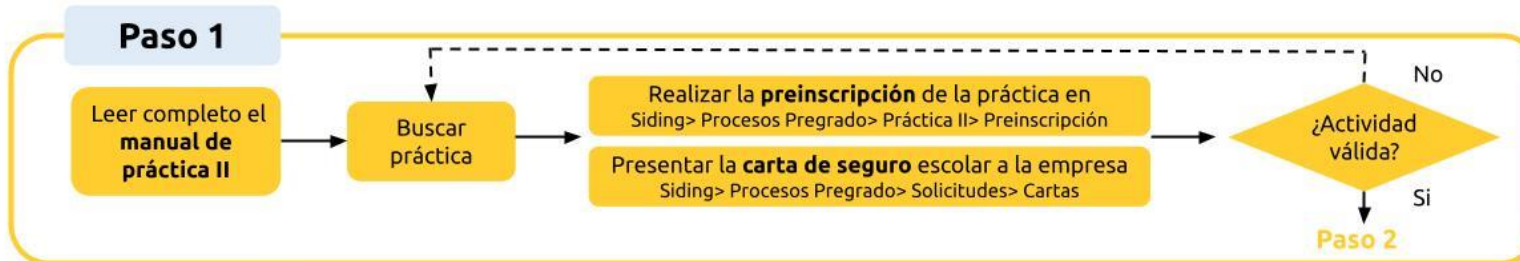 Paso 1
Leer completo el
manual de
práctica II
Buscar
práctica
Realizar la preinscripción de la práctica en
Siding> Procesos Pregrado> Práctica II> Preinscripción
Presentar la carta de seguro escolar a la empresa
Siding> Procesos Pregrado> Solicitudes> Cartas
¿Actividad
válida?
No
Si
Paso 2